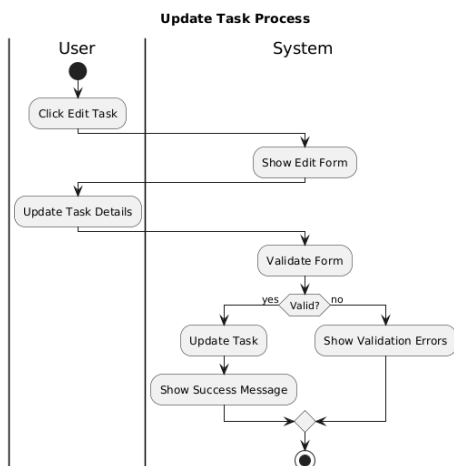 Update Task Process
User
System
Click Edit Task
Show Edit Form
Update Task Details
Validate Form
yes
Valid?
no
Update Task
Show Validation Errors
Show Success Message